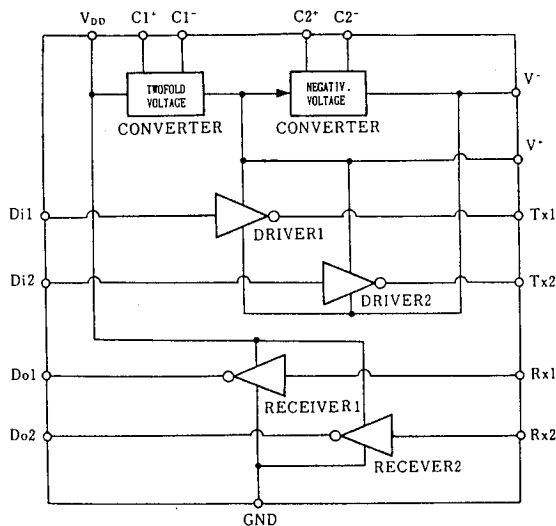 V_DD C1⁺ C1⁻ C2⁺ C2⁻
TWOFOLD VOLTAGE
CONVERTER
NEGATIV. VOLTAGE
CONVERTER
V⁻
V⁺
Di1
DRIVER1
Tx1
Di2
DRIVER2
Tx2
Do1
RECEIVER1
Rx1
Do2
RECEVER2
Rx2
GND